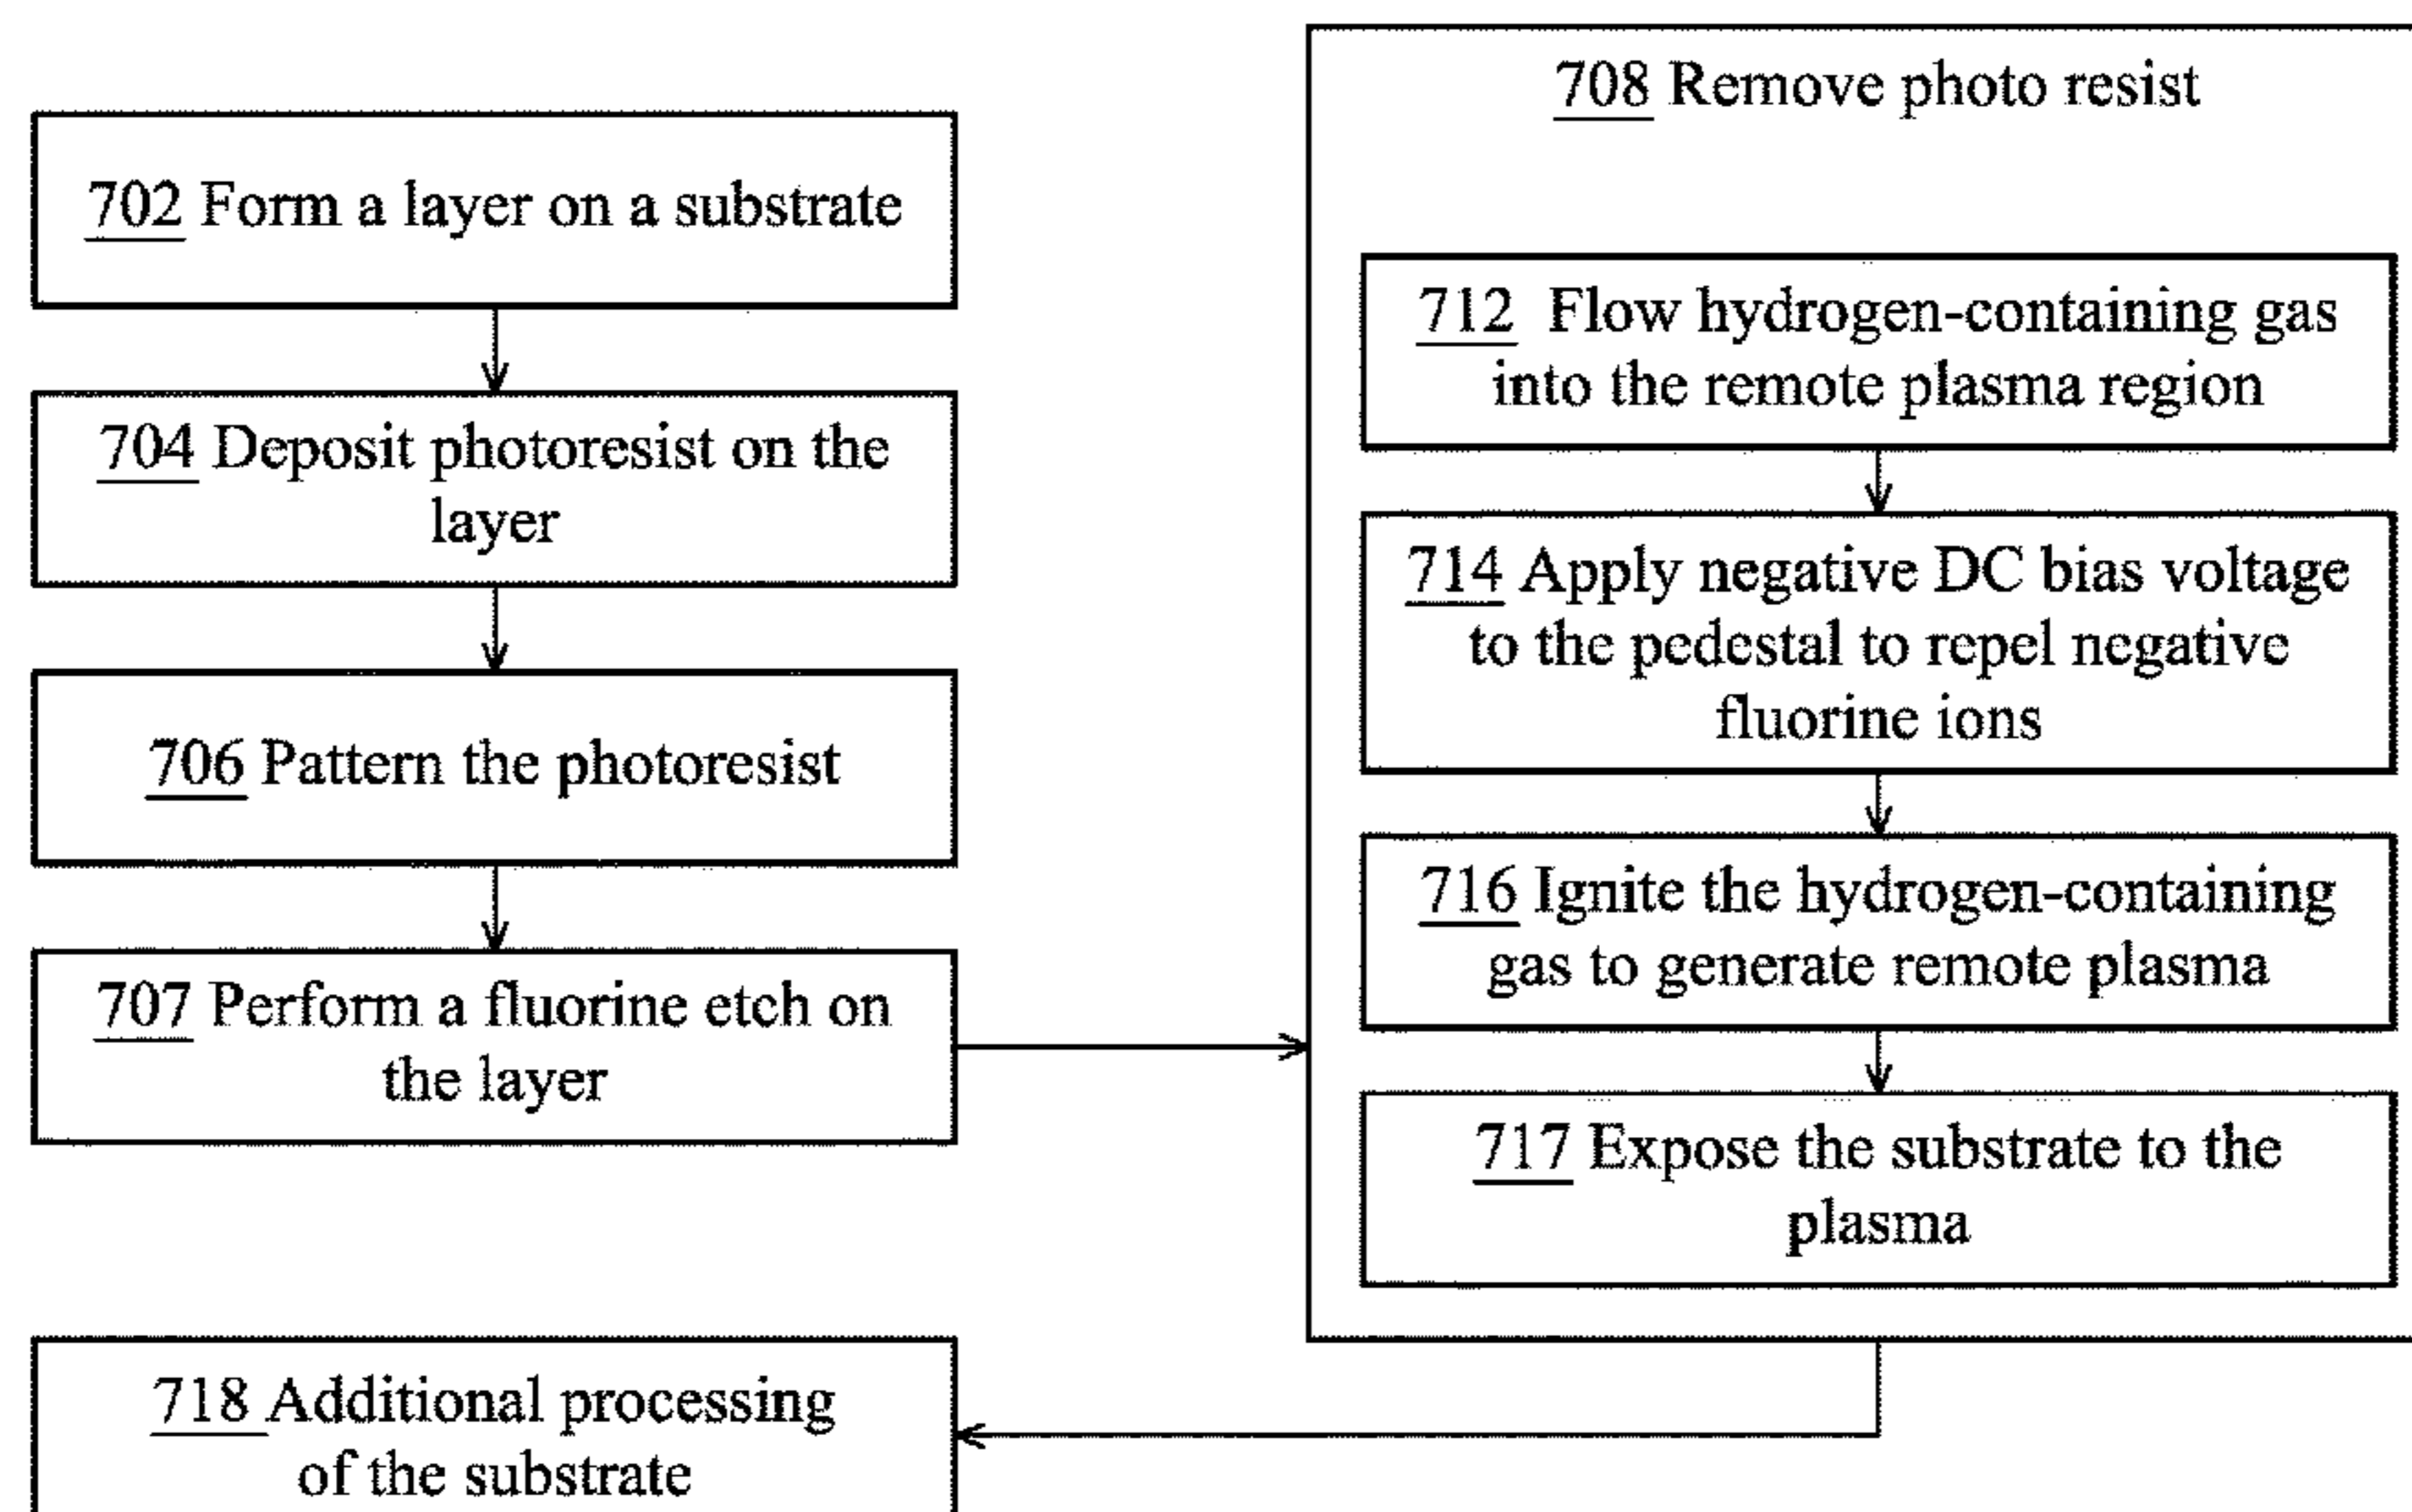 702 Form a layer on a substrate
704 Deposit photoresist on the
layer
706 Pattern the photoresist
707 Perform a fluorine etch on
the layer
708 Remove photo resist
712 Flow hydrogen-containing gas
into the remote plasma region
714 Apply negative DC bias voltage
to the pedestal to repel negative
fluorine ions
716 Ignite the hydrogen-containing
gas to generate remote plasma
717 Expose the substrate to the
plasma
718 Additional processing
of the substrate